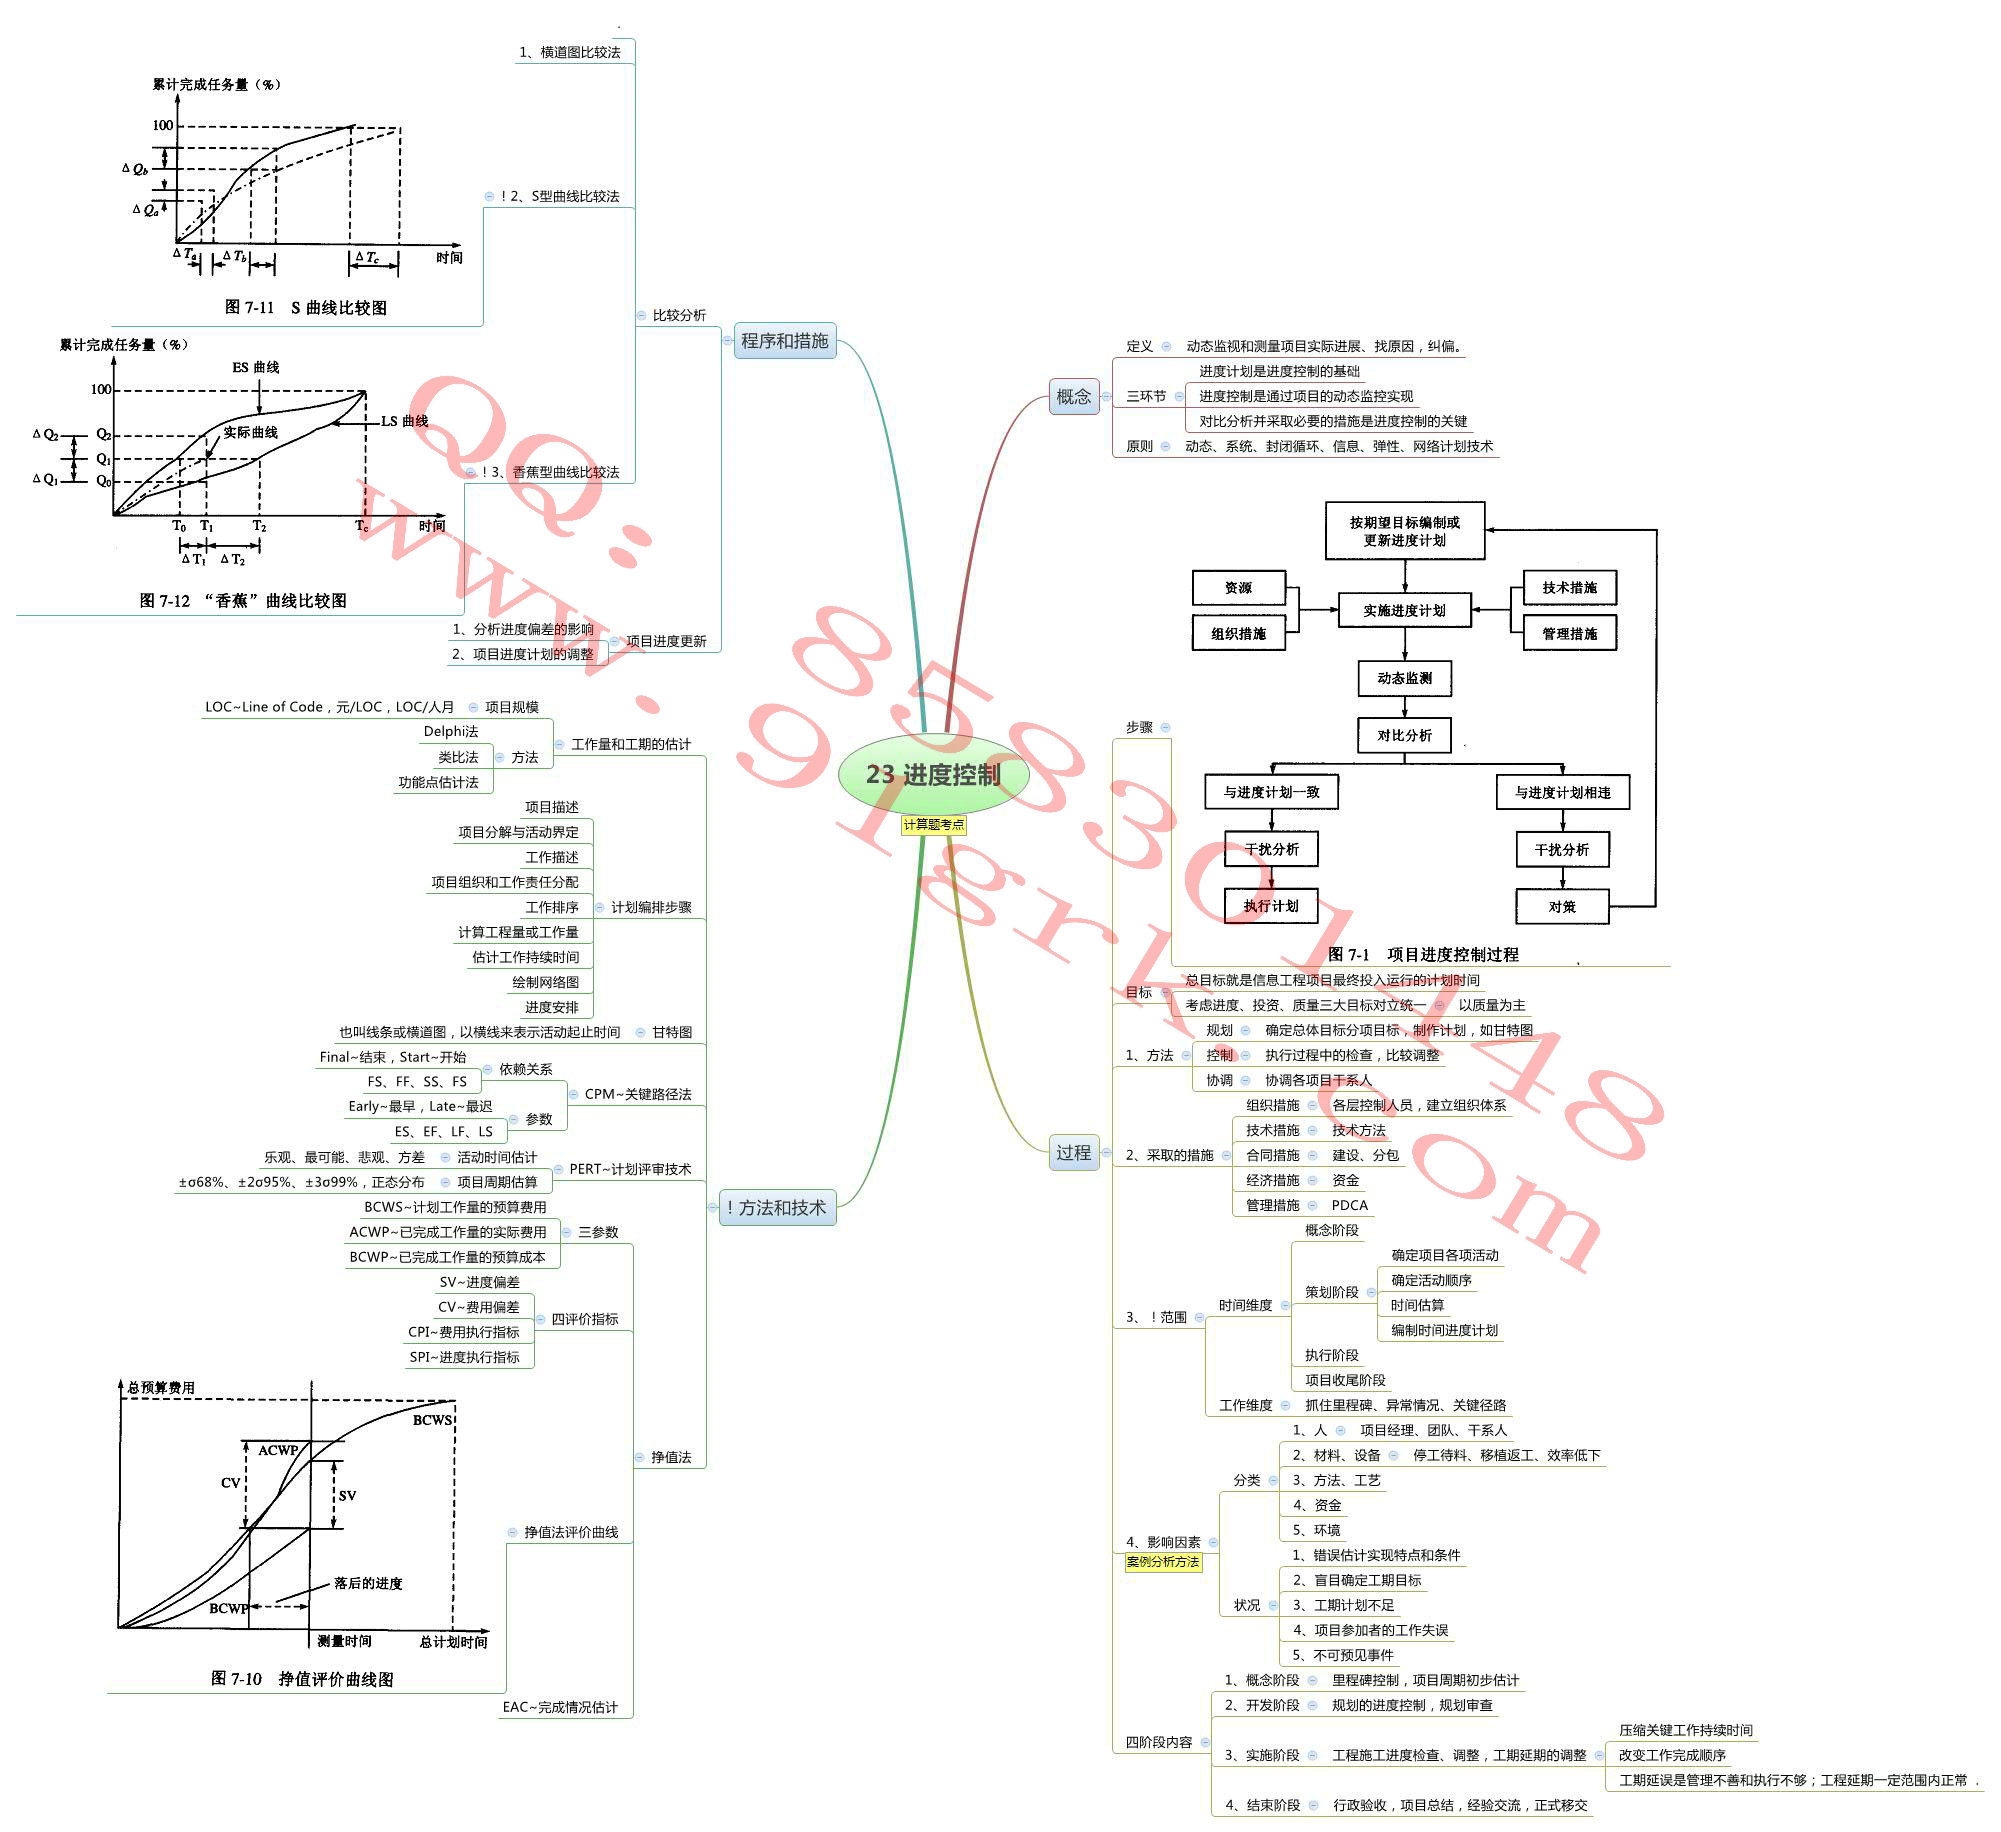 23 进度控制
计算题考点
概念
定义
动态监视和测量项目实际进展、找原因，纠偏。
三环节
进度计划是进度控制的基础
进度控制是通过项目的动态监控实现
对比分析并采取必要的措施是进度控制的关键
原则
动态、系统、封闭循环、信息、弹性、网络计划技术
过程
步骤
按期望目标编制或
更新进度计划
资源
组织措施
实施进度计划
技术措施
管理措施
动态监测
对比分析
与进度计划一致
与进度计划相违
干扰分析
干扰分析
执行计划
对策
图 7-1 项目进度控制过程
目标
总目标就是信息工程项目最终投入运行的计划时间
考虑进度、投资、质量三大目标对立统一
以质量为主
1、方法
规划
确定总体目标分项目标，制作计划，如甘特图
控制
执行过程中的检查，比较调整
协调
协调各项目干系人
2、采取的措施
组织措施
各层控制人员，建立组织体系
技术措施
技术方法
合同措施
建设、分包
经济措施
资金
管理措施
PDCA
3、！范围
时间维度
概念阶段
策划阶段
确定项目各项活动
确定活动顺序
时间估算
编制时间进度计划
执行阶段
项目收尾阶段
工作维度
抓住里程碑、异常情况、关键径路
4、影响因素
案例分析方法
分类
1、人
项目经理、团队、干系人
2、材料、设备
停工待料、移植返工、效率低下
3、方法、工艺
4、资金
5、环境
状况
1、错误估计实现特点和条件
2、盲目确定工期目标
3、工期计划不足
4、项目参加者的工作失误
5、不可预见事件
四阶段内容
1、概念阶段
里程碑控制，项目周期初步估计
2、开发阶段
规划的进度控制，规划审查
3、实施阶段
工程施工进度检查、调整，工期延期的调整
压缩关键工作持续时间
改变工作完成顺序
工期延误是管理不善和执行不够；工程延期一定范围内正常 .
4、结束阶段
行政验收，项目总结，经验交流，正式移交
程序和措施
比较分析
1、横道图比较法
！2、S型曲线比较法
累计完成任务量（%）
100
Δ Qb
Δ Qa
Δ Ta
Δ Tb
Δ Tc
时间
图 7-11 S 曲线比较图
！3、香蕉型曲线比较法
累计完成任务量（%）
100
ES 曲线
LS 曲线
实际曲线
Δ Q2
Δ Q1
Q2
Q1
Q0
T0
T1
T2
Tc
时间
Δ T1
Δ T2
图 7-12 “香蕉”曲线比较图
项目进度更新
1、分析进度偏差的影响
2、项目进度计划的调整
！方法和技术
工作量和工期的估计
项目规模
LOC~Line of Code，元/LOC，LOC/人月
方法
Delphi法
类比法
功能点估计法
计划编排步骤
项目描述
项目分解与活动界定
工作描述
项目组织和工作责任分配
工作排序
计算工程量或工作量
估计工作持续时间
绘制网络图
进度安排
甘特图
也叫线条或横道图，以横线来表示活动起止时间
CPM~关键路径法
依赖关系
Final~结束，Start~开始
FS、FF、SS、FS
参数
Early~最早，Late~最迟
ES、EF、LF、LS
PERT~计划评审技术
活动时间估计
乐观、最可能、悲观、方差
项目周期估算
±σ68%、±2σ95%、±3σ99%，正态分布
挣值法
三参数
BCWS~计划工作量的预算费用
ACWP~已完成工作量的实际费用
BCWP~已完成工作量的预算成本
四评价指标
SV~进度偏差
CV~费用偏差
CPI~费用执行指标
SPI~进度执行指标
挣值法评价曲线
总预算费用
BCWS
ACWP
CV
SV
落后的进度
BCWP
测量时间
总计划时间
图 7-10 挣值评价曲线图
EAC~完成情况估计
QQ: 858301448
www.91grk.com